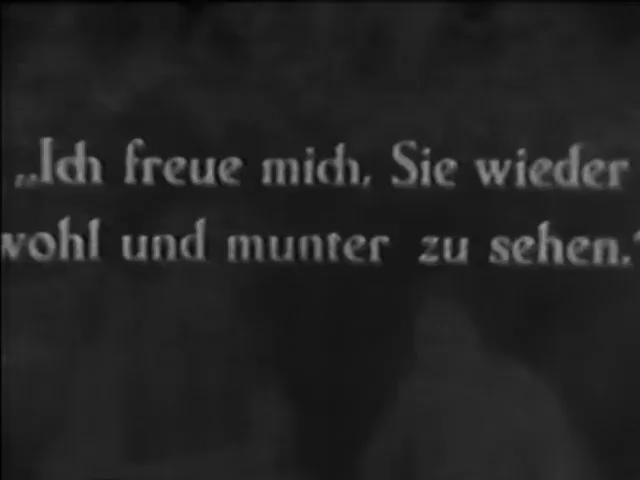 „Ich freue mich, Sie wieder
wohl und munter zu sehen.“